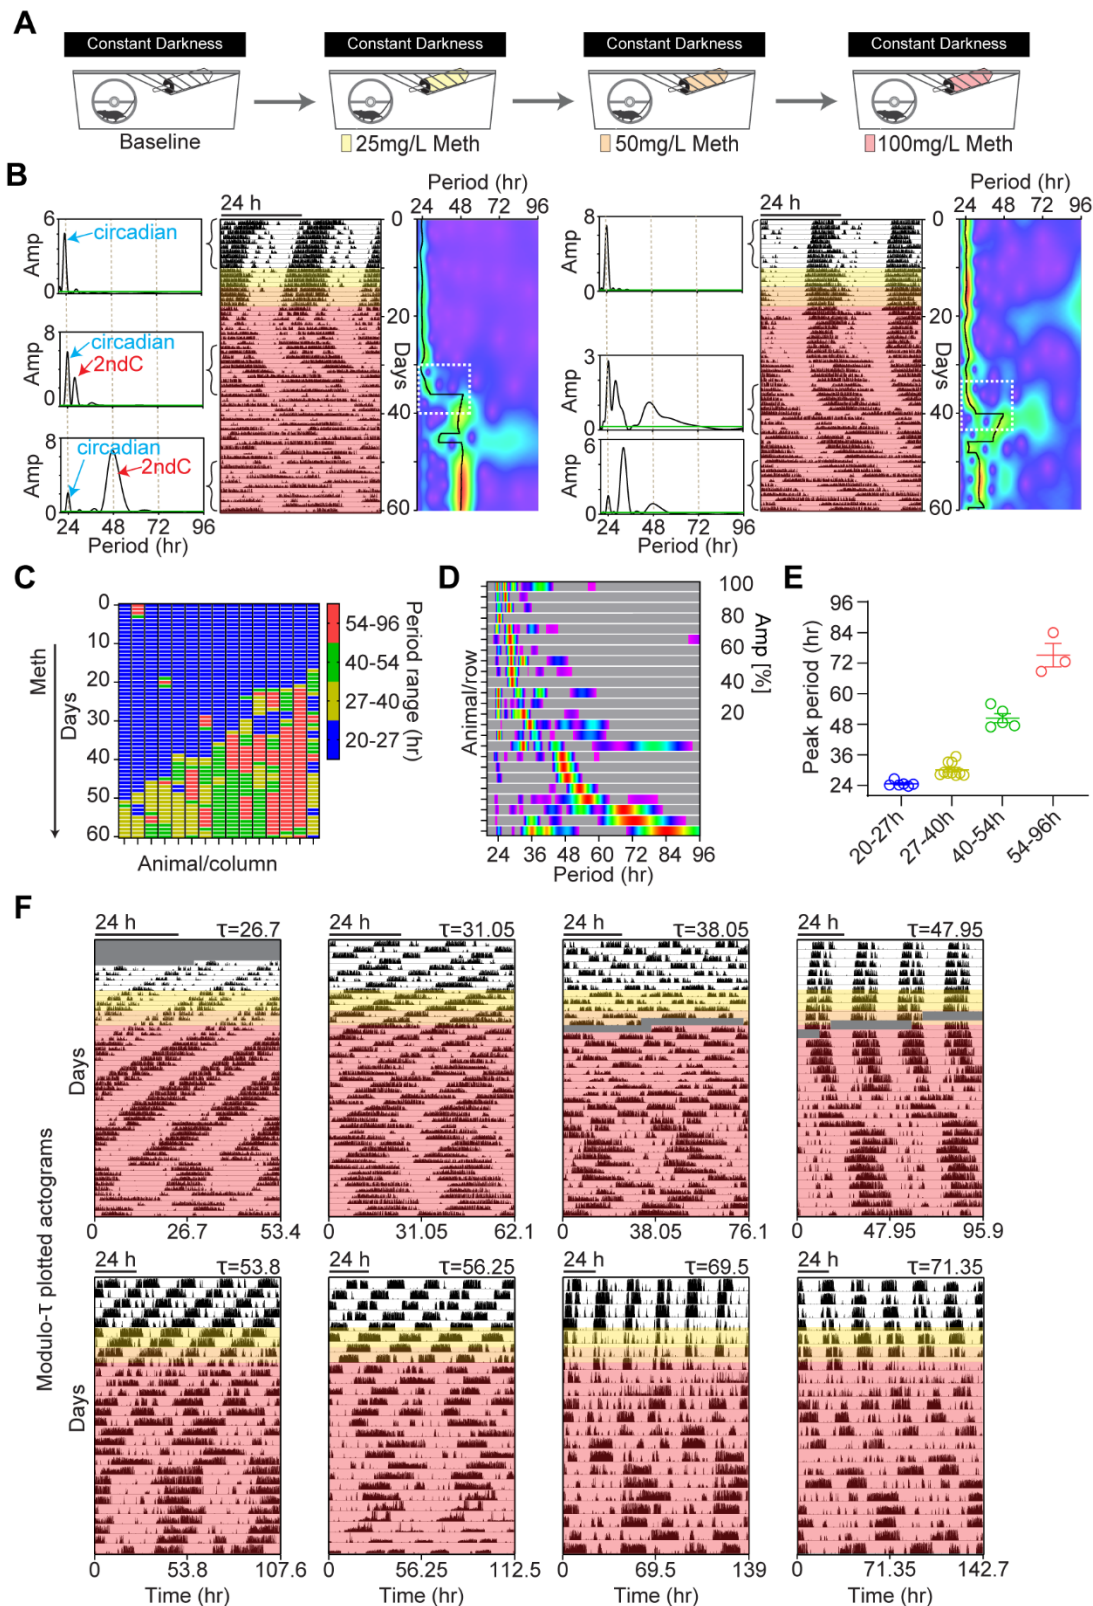 A
Constant Darkness Constant Darkness Constant Darkness Constant Darkness
Baseline 25mg/L Meth 50mg/L Meth 100mg/L Meth
B
Period (hr) Period (hr)
24 h 24 48 96 24 h 24 48 72 96
6 circadian 0 Amp 8 0 Amp 0
8 circadian 2ndC 0 Amp 3 0 Amp 20 Days 40 20 Days 40
8 circadian 2ndC 0 Amp 6 0 Amp 60 60
24 48 72 96 24 48 72 96
Period (hr) Period (hr)
C
0
10
20
30
40
50
60
Meth
Days
Animal/column
54-96
40-54
27-40
20-27
Period range (hr)
D
Animal/row
100
80
60
40
20
Amp [%]
24 36 48 60 72 84 96
Period (hr)
E
Peak period (hr)
96
84
72
60
48
36
24
20-27h 27-40h 40-54h 54-96h
F
Modulo-τ plotted actograms
24 h τ=26.7 24 h τ=31.05 24 h τ=38.05 24 h τ=47.95
Days
0 26.7 53.4 0 31.05 62.1 0 38.05 76.1 0 47.95 95.9
24 h τ=53.8 24 h τ=56.25 24 h τ=69.5 24 h τ=71.35
Days
0 53.8 107.6 0 56.25 112.5 0 69.5 139 0 71.35 142.7
Time (hr) Time (hr) Time (hr) Time (hr)